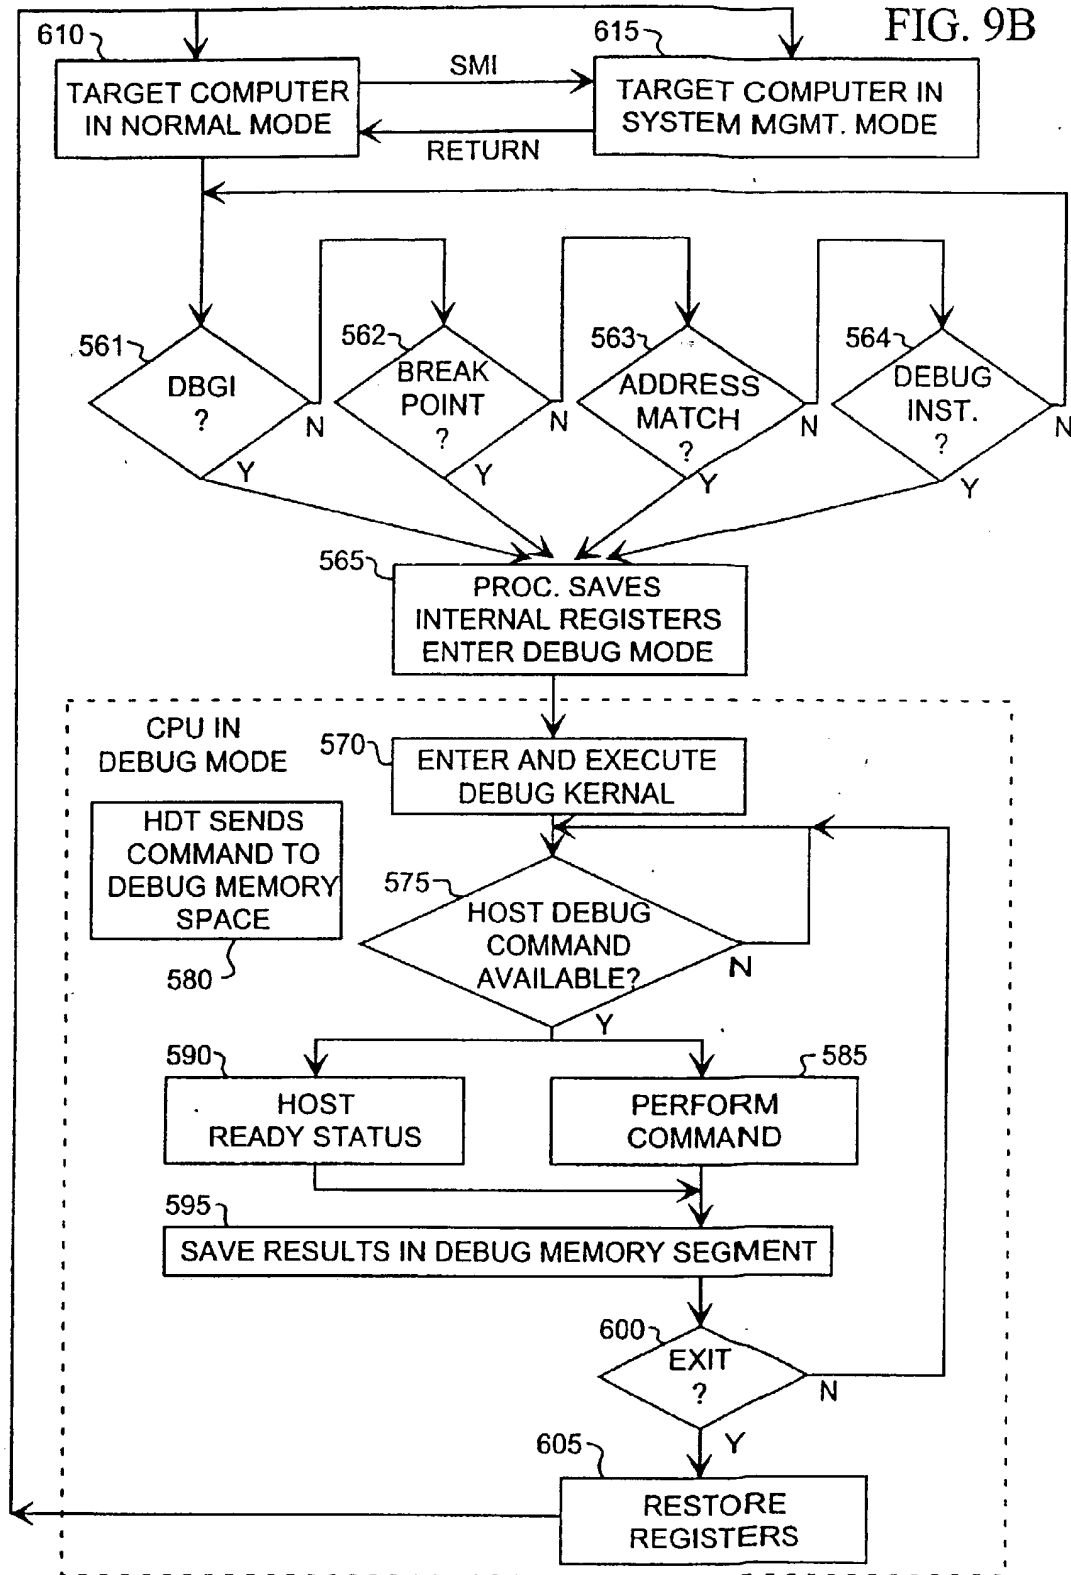 FIG. 9B
610
615
TARGET COMPUTER
IN NORMAL MODE
SMI
RETURN
TARGET COMPUTER IN
SYSTEM MGMT. MODE
561
DBGI
?
N
Y
562
BREAK
POINT
?
N
Y
563
ADDRESS
MATCH
?
N
Y
564
DEBUG
INST.
?
N
Y
565
PROC. SAVES
INTERNAL REGISTERS
ENTER DEBUG MODE
CPU IN
DEBUG MODE
570
ENTER AND EXECUTE
DEBUG KERNAL
HDT SENDS
COMMAND TO
DEBUG MEMORY
SPACE
580
575
HOST DEBUG
COMMAND
AVAILABLE?
N
Y
590
HOST
READY STATUS
585
PERFORM
COMMAND
595
SAVE RESULTS IN DEBUG MEMORY SEGMENT
600
EXIT
?
N
Y
605
RESTORE
REGISTERS